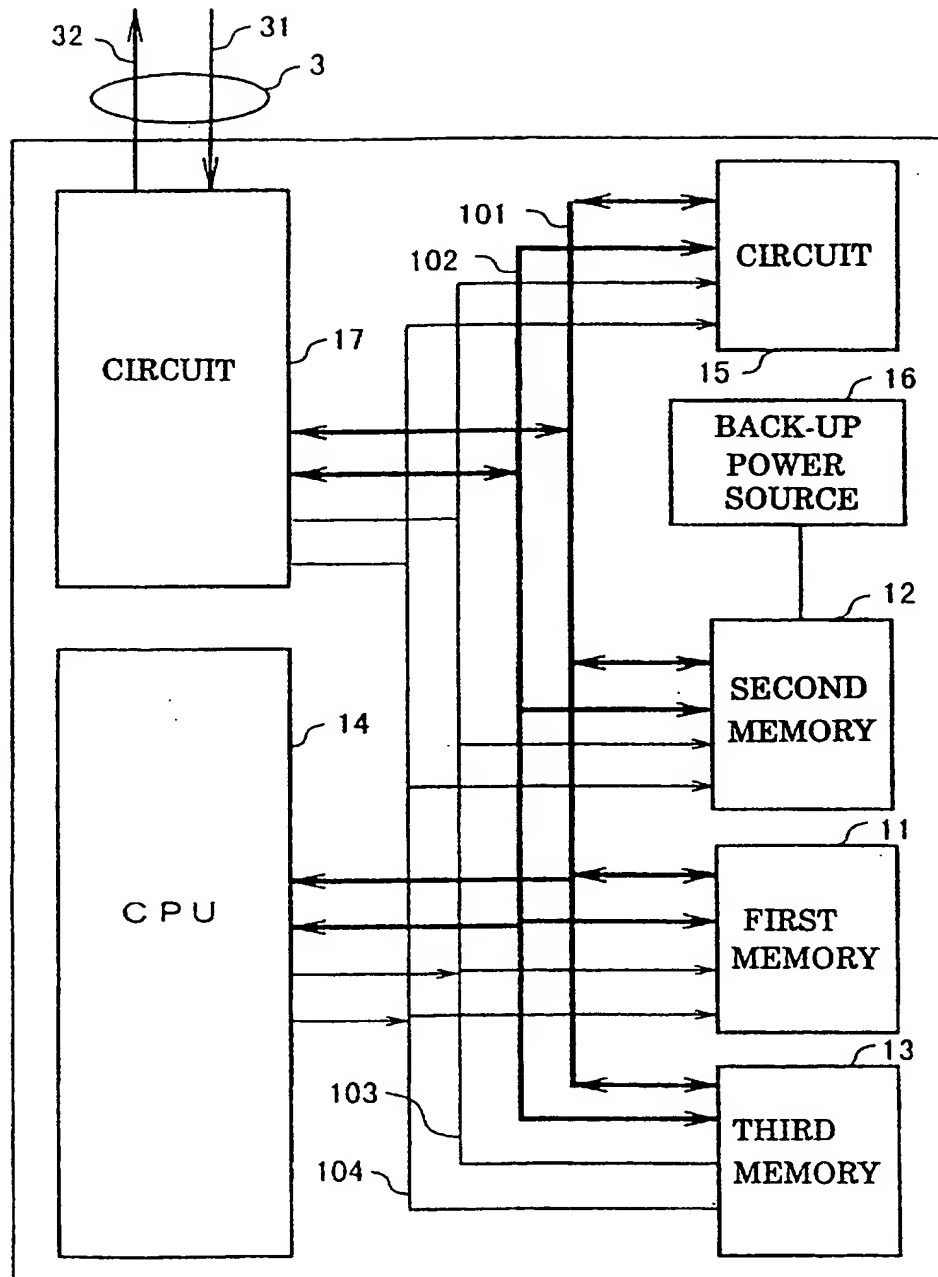 32
31
3
101
102
CIRCUIT
15
CIRCUIT
17
16
BACK-UP
POWER
SOURCE
12
SECOND
MEMORY
14
CPU
11
FIRST
MEMORY
13
THIRD
MEMORY
103
104